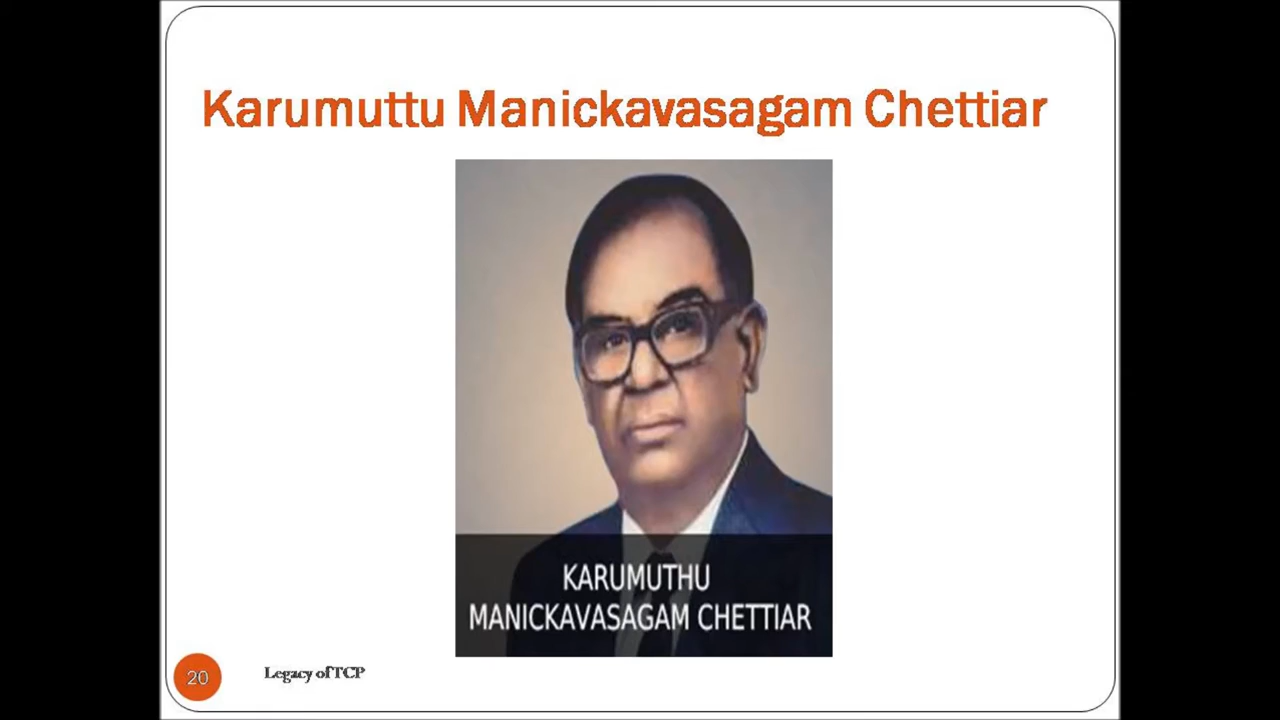 Karumuttu Manickavasagam Chettiar
KARUMUTHU
MANICKAVASAGAM CHETTIAR
20
Legacy of TCP